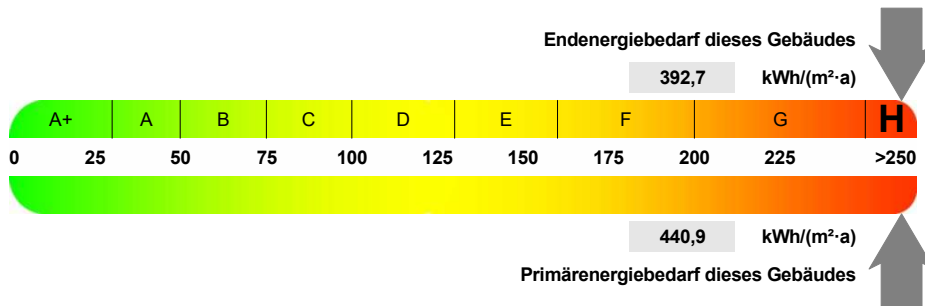 Endenergiebedarf dieses Gebäudes
392,7 kWh/(m²·a)
A+ A B C D E F G H
0 25 50 75 100 125 150 175 200 225 >250
440,9 kWh/(m²·a)
Primärenergiebedarf dieses Gebäudes